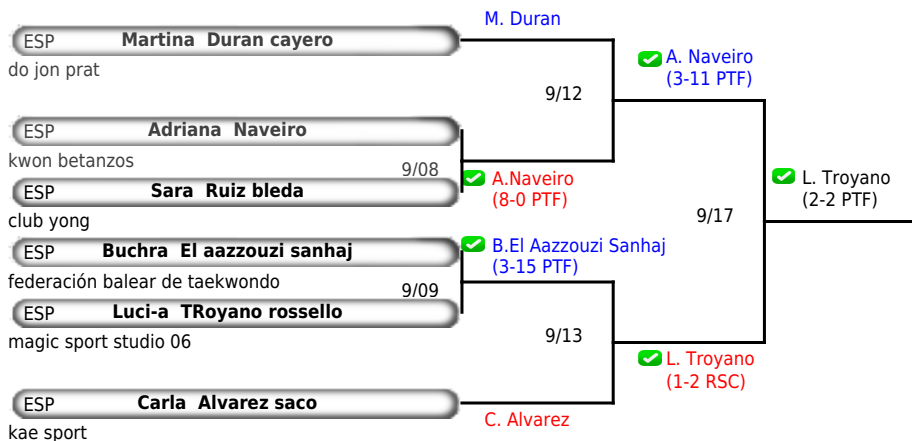 M. Duran
ESP Martina Duran cayero
do jon prat
A. Naveiro
(3-11 PTF)
9/12
ESP Adriana Naveiro
kwon betanzos
9/08
A.Naveiro
(8-0 PTF)
ESP Sara Ruiz bleda
club yong
L. Troyano
(2-2 PTF)
9/17
ESP Buchra El aazzouzi sanhaj
federación balear de taekwondo
B.El Aazzouzi Sanhaj
(3-15 PTF)
9/09
ESP Luci-a TRoyano rossello
magic sport studio 06
9/13
L. Troyano
(1-2 RSC)
ESP Carla Alvarez saco
kae sport
C. Alvarez